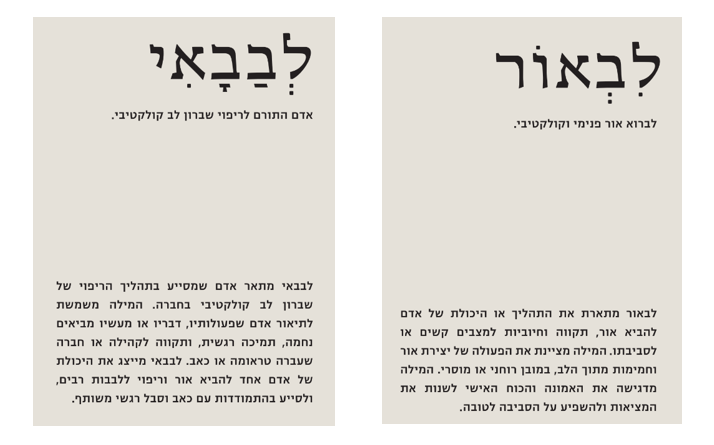 לִבְאוֹר
לברוא אור פנימי וקולקטיבי.
לבאור מתארת את התהליך או היכולת של אדם
להביא אור, תקווה וחיוביות למצבים קשים או
לסביבתו. המילה מציינת את הפעולה של יצירת אור
וחמימות מתוך הלב, במובן רוחני או מוסרי. המילה
מדגישה את האמונה והכוח האישי לשנות את
המציאות ולהשפיע על הסביבה לטובה.
לְבַבָאִי
אדם התורם לריפוי שברון לב קולקטיבי.
לבבאי מתאר אדם שמסייע בתהליך הריפוי של
שברון לב קולקטיבי בחברה. המילה משמשת
לתיאור אדם שפעולותיו, דבריו או מעשיו מביאים
נחמה, תמיכה רגשית, ותקווה לקהילה או חברה
שעברה טראומה או כאב. לבבאי מייצג את היכולת
של אדם אחד להביא אור וריפוי ללבבות רבים,
ולסייע בהתמודדות עם כאב וסבל רגשי משותף.